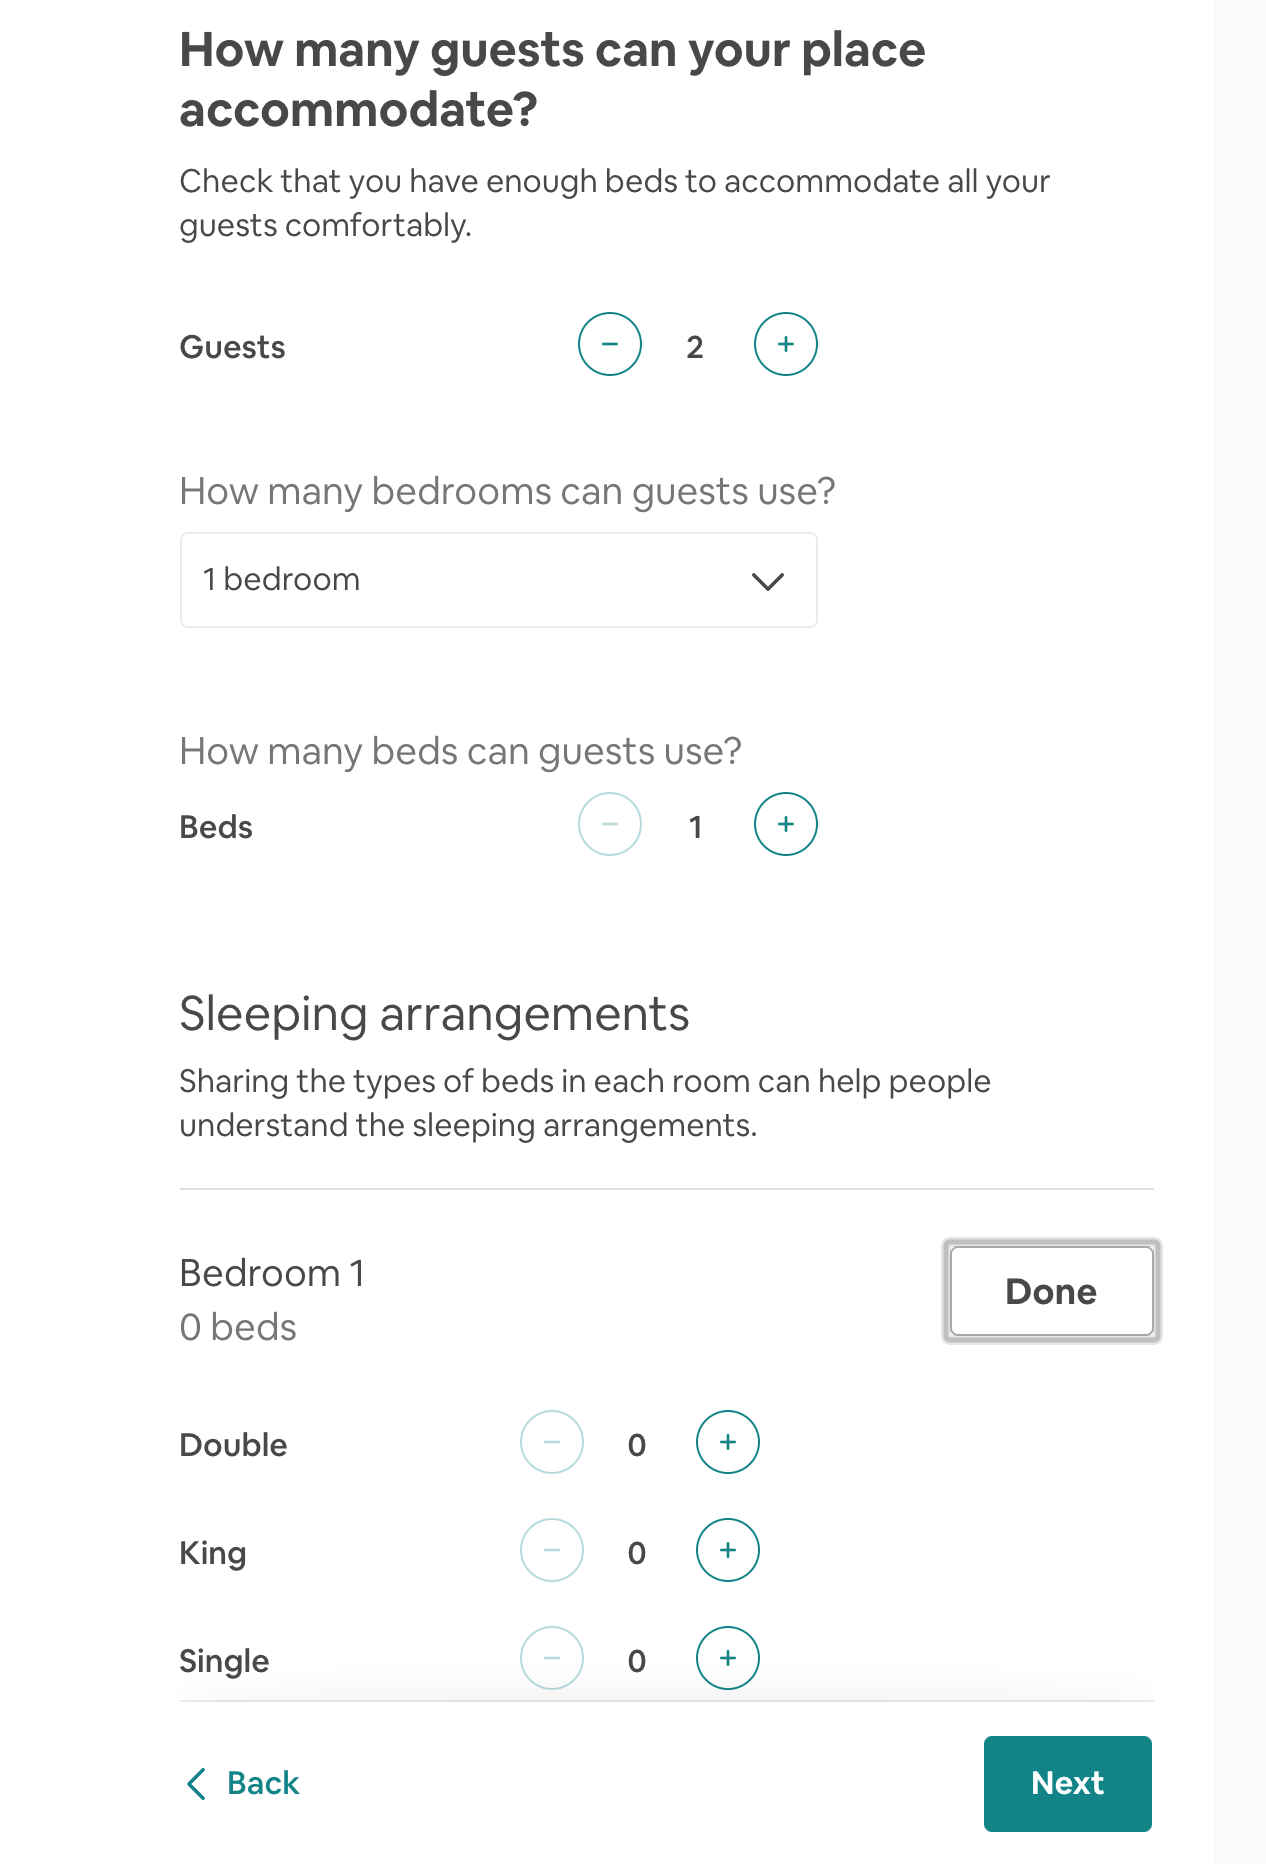 How many guests can your place
accommodate?
Check that you have enough beds to accommodate all your
guests comfortably.
Guests − 2 +
How many bedrooms can guests use?
1 bedroom
How many beds can guests use?
Beds − 1 +
Sleeping arrangements
Sharing the types of beds in each room can help people
understand the sleeping arrangements.
Bedroom 1
Done
0 beds
Double − 0 +
King − 0 +
Single − 0 +
Back
Next